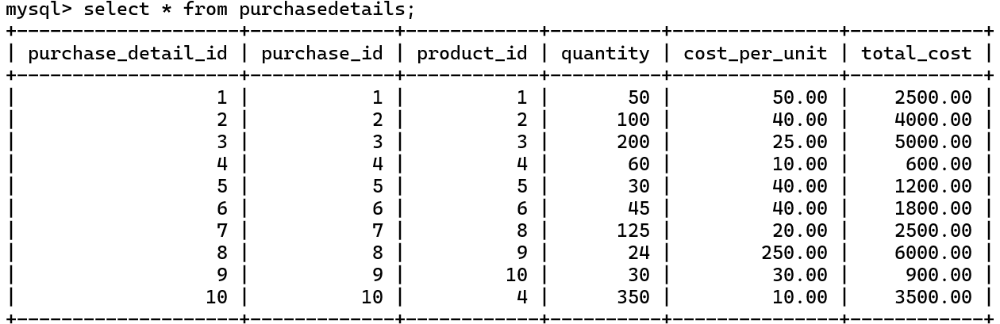 mysql> select * from purchasedetails;
+--------------------+-------------+------------+----------+---------------+------------+
| purchase_detail_id | purchase_id | product_id | quantity | cost_per_unit | total_cost |
+--------------------+-------------+------------+----------+---------------+------------+
|                  1 |           1 |          1 |       50 |         50.00 |    2500.00 |
|                  2 |           2 |          2 |      100 |         40.00 |    4000.00 |
|                  3 |           3 |          3 |      200 |         25.00 |    5000.00 |
|                  4 |           4 |          4 |       60 |         10.00 |     600.00 |
|                  5 |           5 |          5 |       30 |         40.00 |    1200.00 |
|                  6 |           6 |          6 |       45 |         40.00 |    1800.00 |
|                  7 |           7 |          8 |      125 |         20.00 |    2500.00 |
|                  8 |           8 |          9 |       24 |        250.00 |    6000.00 |
|                  9 |           9 |         10 |       30 |         30.00 |     900.00 |
|                 10 |          10 |          4 |      350 |         10.00 |    3500.00 |
+--------------------+-------------+------------+----------+---------------+------------+